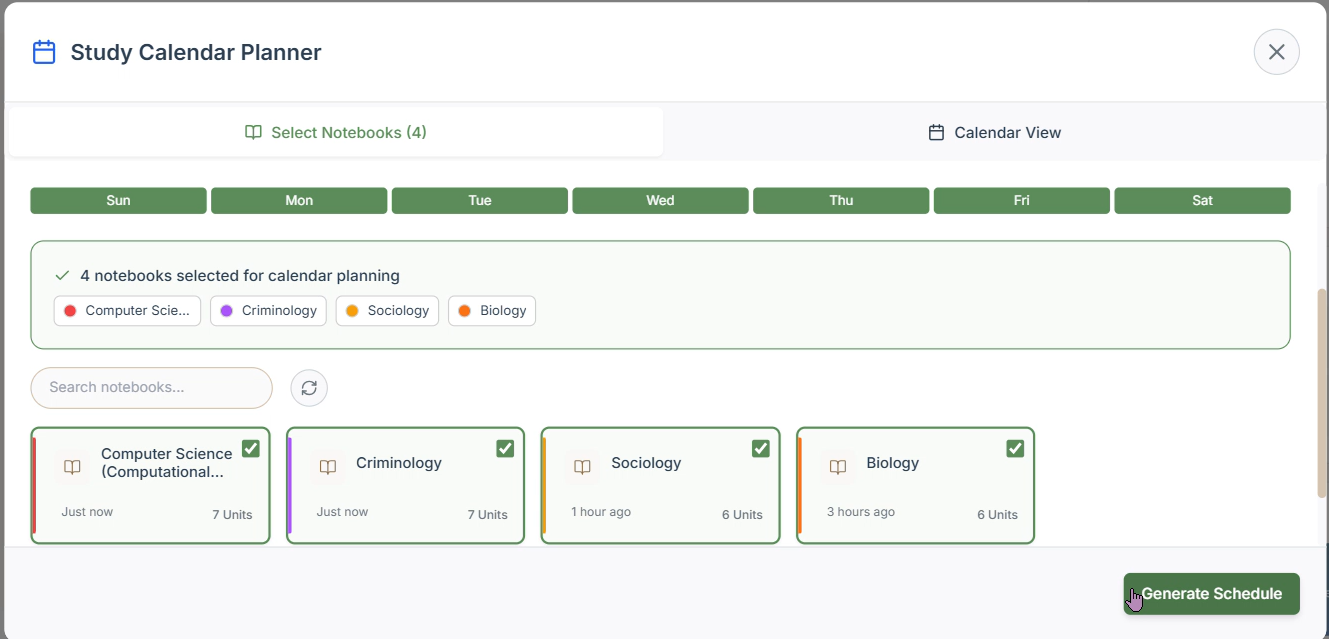 Study Calendar Planner
Select Notebooks (4)
Calendar View
Sun Mon Tue Wed Thu Fri Sat
4 notebooks selected for calendar planning
Computer Scie... Criminology Sociology Biology
Search notebooks...
Computer Science
(Computational...
Just now 7 Units
Criminology
Just now 7 Units
Sociology
1 hour ago 6 Units
Biology
3 hours ago 6 Units
Generate Schedule